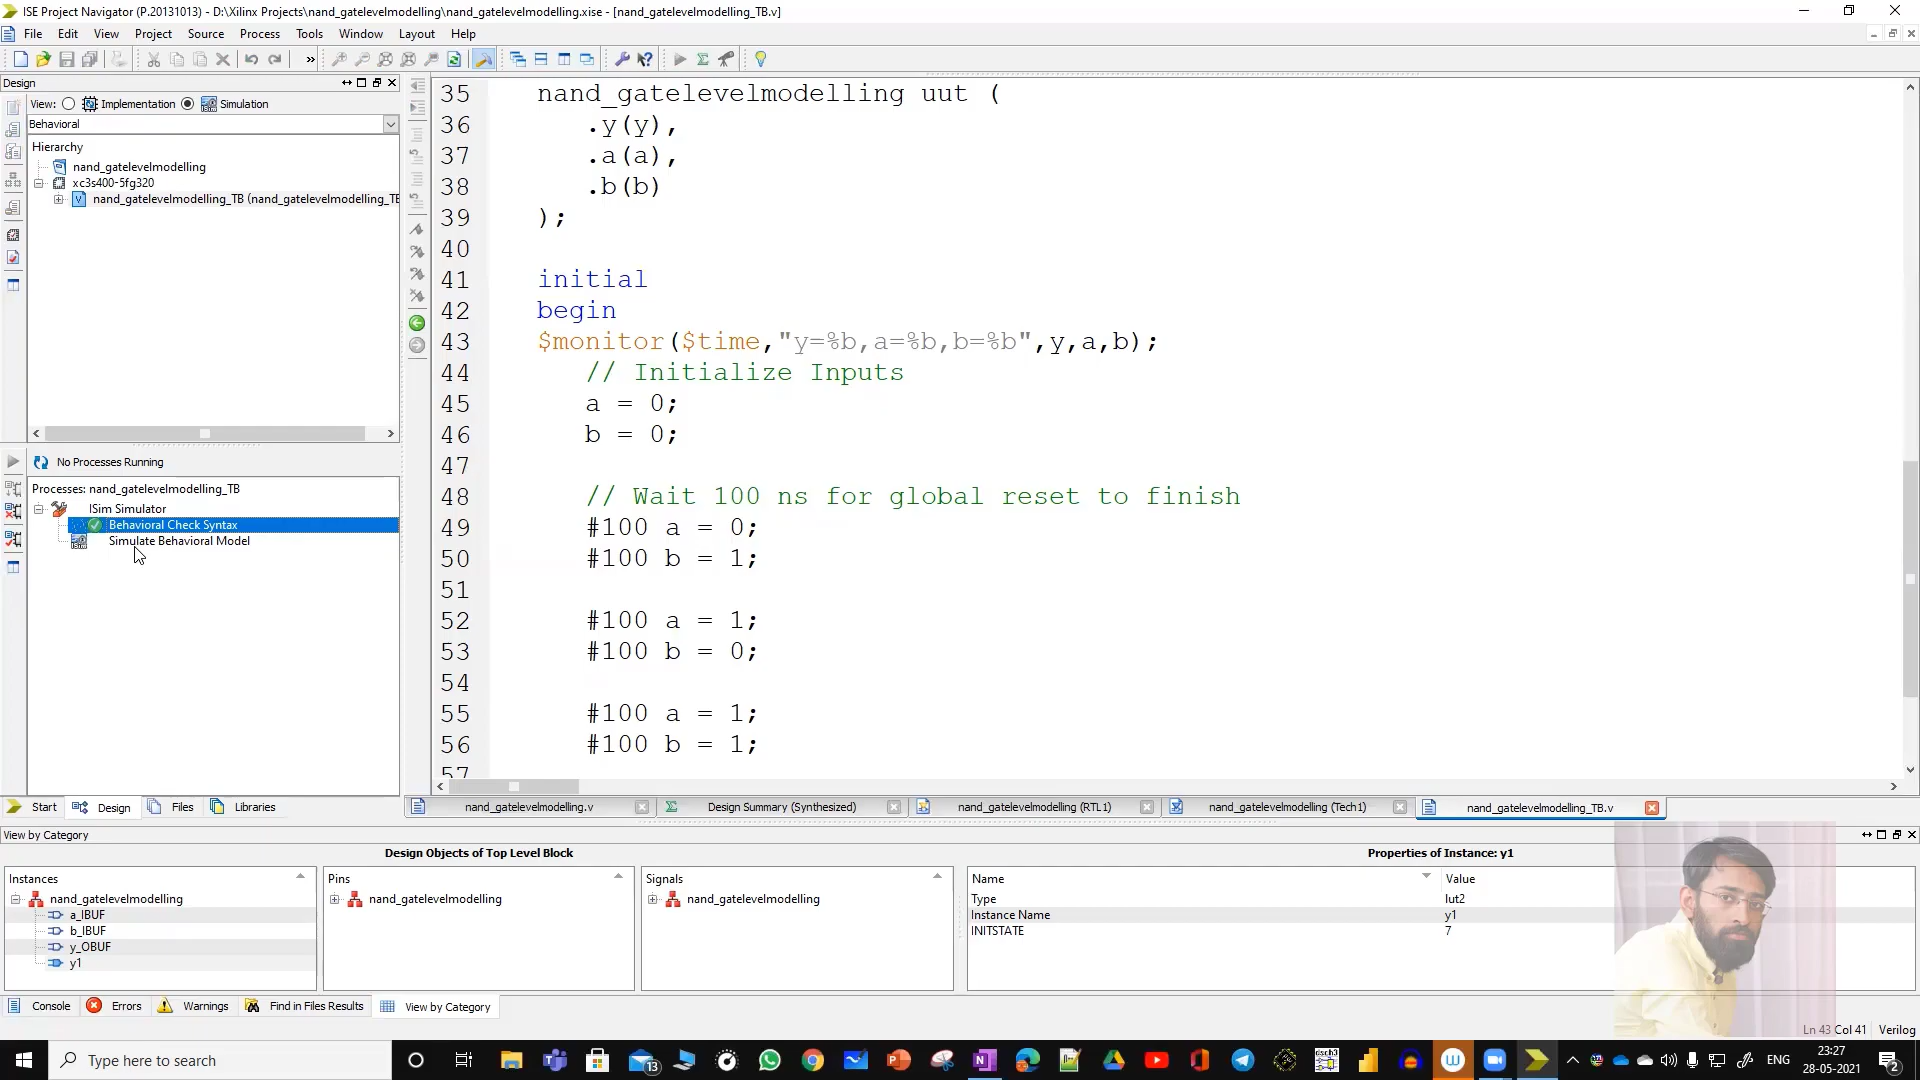 ISE Project Navigator (P.20131013) - D:\Xilinx Projects\nand_gatelevelmodelling\nand_gatelevelmodelling.xise - [nand_gatelevelmodelling_TB.v]
File Edit View Project Source Process Tools Window Layout Help
Design
View: Implementation Simulation
Behavioral
Hierarchy
nand_gatelevelmodelling
xc3s400-5fg320
nand_gatelevelmodelling_TB (nand_gatelevelmodelling_TE
No Processes Running
Processes: nand_gatelevelmodelling_TB
ISim Simulator
Behavioral Check Syntax
Simulate Behavioral Model
Start Design Files Libraries
35 nand_gatelevelmodelling uut (
36 .y(y),
37 .a(a),
38 .b(b)
39 );
40
41 initial
42 begin
43 $monitor($time,"y=%b,a=%b,b=%b",y,a,b);
44 // Initialize Inputs
45 a = 0;
46 b = 0;
47
48 // Wait 100 ns for global reset to finish
49 #100 a = 0;
50 #100 b = 1;
51
52 #100 a = 1;
53 #100 b = 0;
54
55 #100 a = 1;
56 #100 b = 1;
57
nand_gatelevelmodelling.v Design Summary (Synthesized) nand_gatelevelmodelling (RTL1) nand_gatelevelmodelling (Tech1) nand_gatelevelmodelling_TB.v
View by Category
Design Objects of Top Level Block
Properties of Instance: y1
Instances
nand_gatelevelmodelling
a_IBUF
b_IBUF
y_OBUF
y1
Pins
nand_gatelevelmodelling
Signals
nand_gatelevelmodelling
Name Value
Type lut2
Instance Name y1
INITSTATE 7
Console Errors Warnings Find in Files Results View by Category
Ln 43 Col 41 Verilog
Type here to search
13
dsch3
ENG
23:27
28-05-2021
2